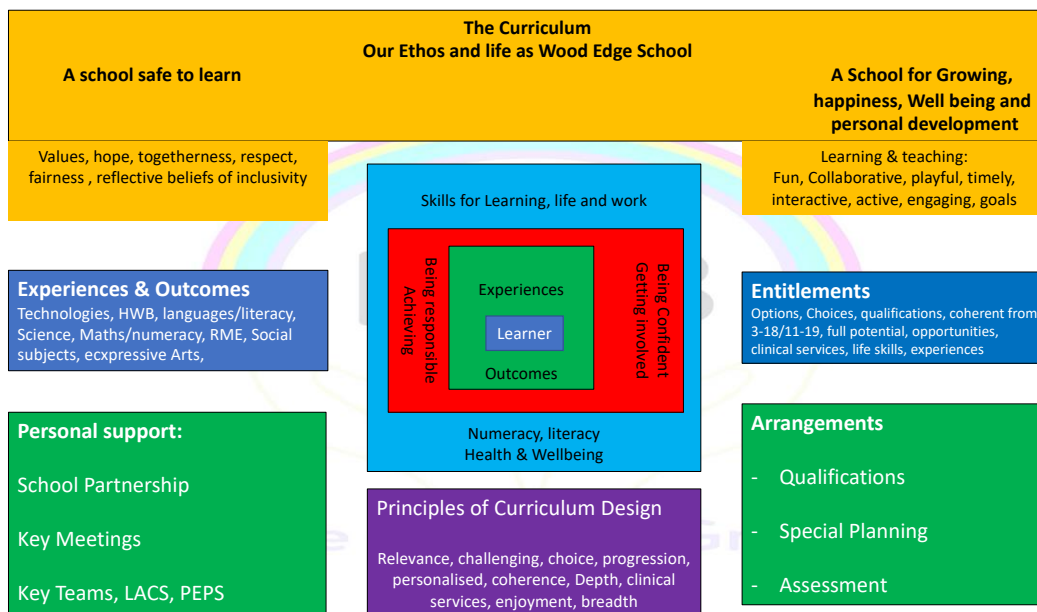 The Curriculum
Our Ethos and life as Wood Edge School
A school safe to learn
A School for Growing,
happiness, Well being and
personal development
Values, hope, togetherness, respect,
fairness , reflective beliefs of inclusivity
Learning & teaching:
Fun, Collaborative, playful, timely,
interactive, active, engaging, goals
Skills for Learning, life and work
Being responsible
Achieving
Experiences
Learner
Outcomes
Being Confident
Getting involved
Numeracy, literacy
Health & Wellbeing
Experiences & Outcomes
Technologies, HWB, languages/literacy,
Science, Maths/numeracy, RME, Social
subjects, ecxpressive Arts,
Entitlements
Options, Choices, qualifications, coherent from
3-18/11-19, full potential, opportunities,
clinical services, life skills, experiences
Personal support:
School Partnership
Key Meetings
Key Teams, LACS, PEPS
Principles of Curriculum Design
Relevance, challenging, choice, progression,
personalised, coherence, Depth, clinical
services, enjoyment, breadth
Arrangements
- Qualifications
- Special Planning
- Assessment